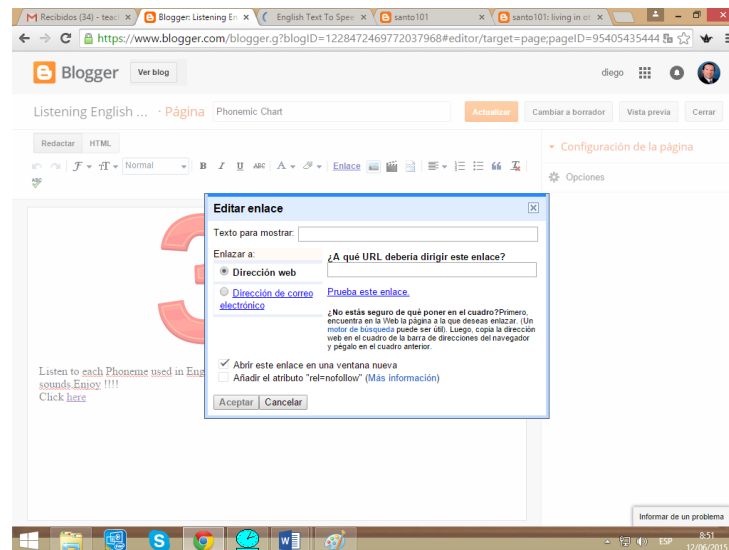 Recibidos (34) - teac
Blogger: Listening En
English Text To Spee
santo101
santo101: living in ot
https://www.blogger.com/blogger.g?blogID=1228472469772037968#editor/target=page;pageID=95405435444
Blogger
Ver blog
diego
Listening English ... · Página
Phonemic Chart
Actualizar
Cambiar a borrador
Vista previa
Cerrar
Redactar
HTML
Configuración de la página
Normal
B I U ABC A
Enlace
Opciones
ABC
3
Editar enlace
Texto para mostrar:
Enlazar a:
¿A qué URL debería dirigir este enlace?
Dirección web
Dirección de correo
electrónico
Prueba este enlace.
¿No estás seguro de qué poner en el cuadro?Primero,
encuentra en la Web la página a la que deseas enlazar. (Un
motor de búsqueda puede ser útil). Luego, copia la dirección
web en el cuadro de la barra de direcciones del navegador
y pégalo en el cuadro anterior.
Abrir este enlace en una ventana nueva
Añadir el atributo "rel=nofollow" (Más información)
Aceptar
Cancelar
Listen to each Phoneme used in Eng
sounds.Enjoy !!!!
Click here
Informar de un problema
ESP
8:51
12/06/2015